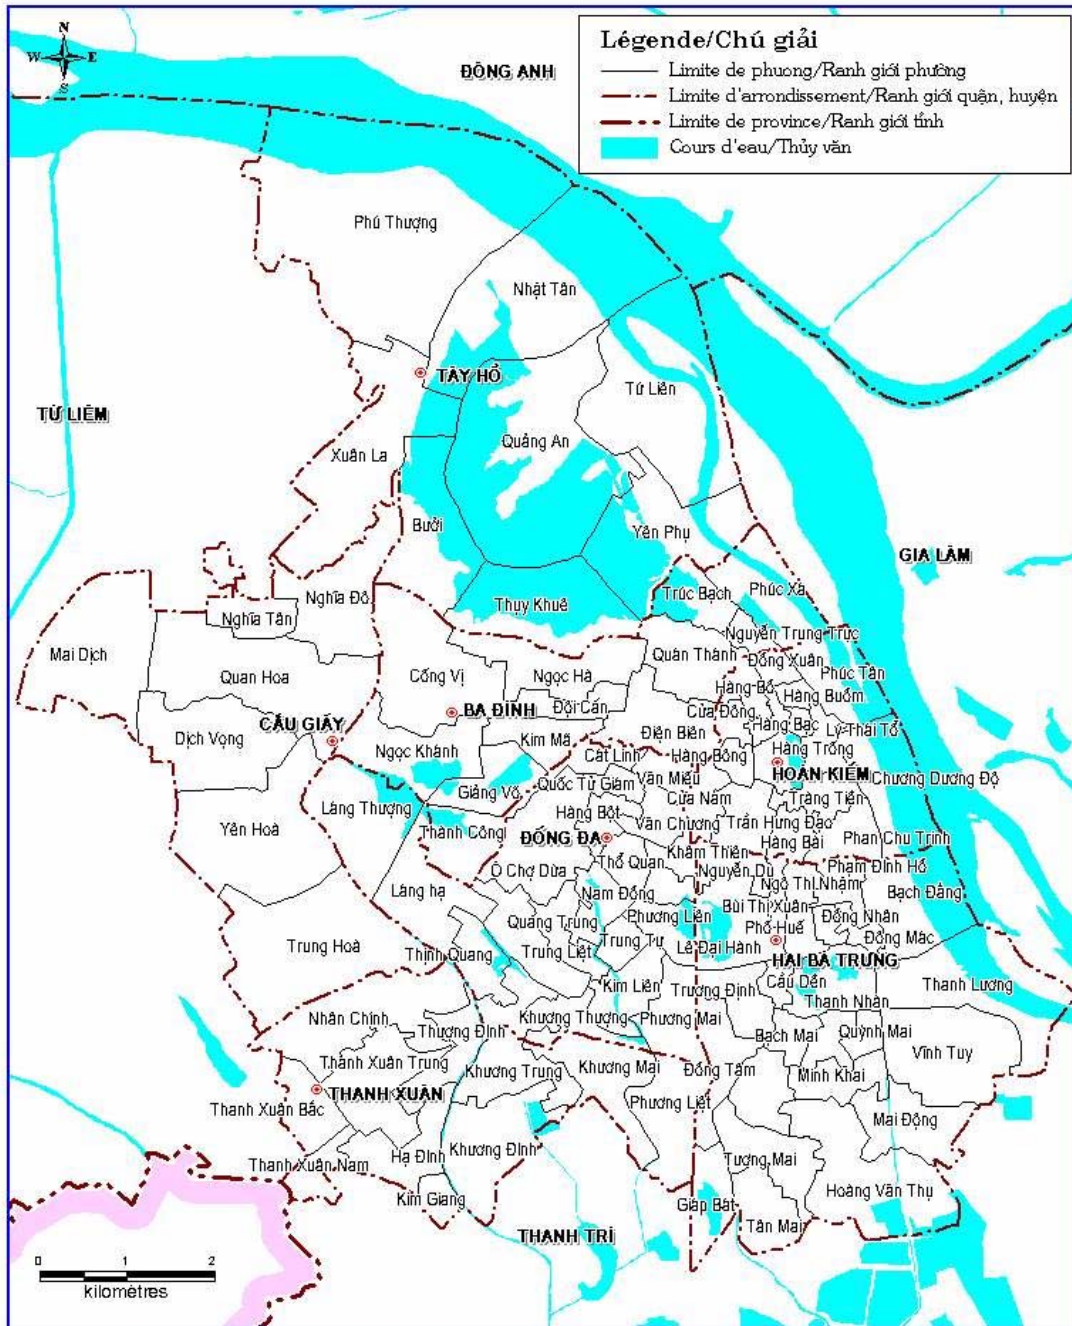 N
W E
S
Légende/Chú giải
Limite de phuong/Ranh giới phường
Limite d'arrondissement/Ranh giới quận, huyện
Limite de province/Ranh giới tỉnh
Cours d'eau/Thủy văn
ĐÔNG ANH
Phú Thượng
Nhật Tân
TÂY HỒ
TỪ LIÊM
Tứ Liên
Quảng An
Xuân La
Bưởi
Yên Phụ
GIA LÂM
Trúc Bạch
Phúc Xá
Nghĩa Đô
Nghĩa Tân
Thụy Khuê
Nguyễn Trung Trực
Mai Dịch
Quán Thánh
Đồng Xuân
Phúc Tân
Quan Hoa
Cống Vị
Ngọc Hà
Hàng Bồ
Hàng Buồm
Đội Cấn
BA ĐÌNH
Cửa Đông
Hàng Bạc
Lý Thái Tổ
CẦU GIẤY
Dịch Vọng
Điện Biên
Kim Mã
Ngọc Khánh
Cát Linh
Hàng Bông
Hàng Trống
HOÀN KIẾM
Chương Dương Độ
Văn Miếu
Quốc Tử Giám
Giảng Võ
Láng Thượng
Cửa Nam
Tràng Tiền
Hàng Bột
Yên Hoà
Thành Công
Văn Chương
Trần Hưng Đạo
ĐỐNG ĐA
Hàng Bài
Phan Chu Trinh
Khâm Thiên
Thổ Quan
Ô Chợ Dừa
Nguyễn Du
Phạm Đình Hổ
Ngô Thì Nhậm
Láng hạ
Nam Đồng
Bạch Đằng
Bùi Thị Xuân
Phương Liên
Đồng Nhân
Quang Trung
Phố Huế
Trung Hoà
Thịnh Quang
Trung Liệt
Trung Tự
Lê Đại Hành
Đống Mác
HAI BÀ TRƯNG
Kim Liên
Trương Định
Cầu Dền
Thanh Lương
Thanh Nhàn
Nhân Chính
Thượng Đình
Khương Thượng
Phương Mai
Bạch Mai
Quỳnh Mai
Vĩnh Tuy
Thanh Xuân Trung
Khương Trung
Khương Mai
Đồng Tâm
Minh Khai
THANH XUÂN
Thanh Xuân Bắc
Phương Liệt
Mai Động
Thanh Xuân Nam
Hạ Đình
Khương Đình
Tương Mai
Kim Giang
Giáp Bát
Hoàng Văn Thụ
Tân Mai
THANH TRÌ
0 1 2
kilomètres